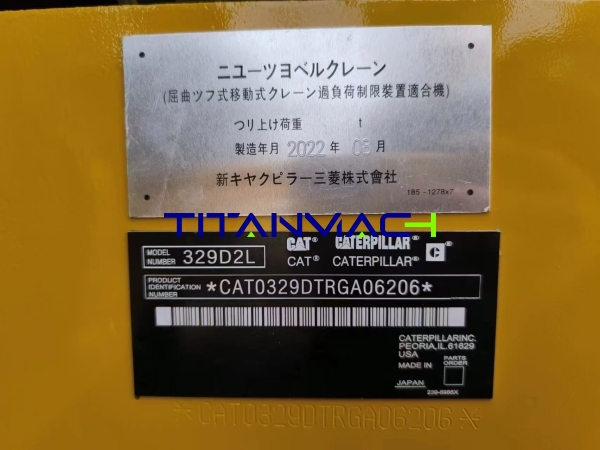 ニユーツヨベルクレーン
(屈曲ツフ式移動式クレーン過負荷制限装置適合機)
つり上げ荷重 t
製造年月 2022 年 06 月
新キヤクピラー三菱株式會社
185-1278x7
TITANMACH
MODEL NUMBER 329D2L
CAT® CATERPILLAR®
CAT® CATERPILLAR® C
PRODUCT IDENTIFICATION NUMBER *CAT0329DTRGA06206*
CATERPILLAR INC.
PEORIA,IL.61629
USA
MADE IN PARTS ORDER
JAPAN
*CAT0329DTRGA06206*